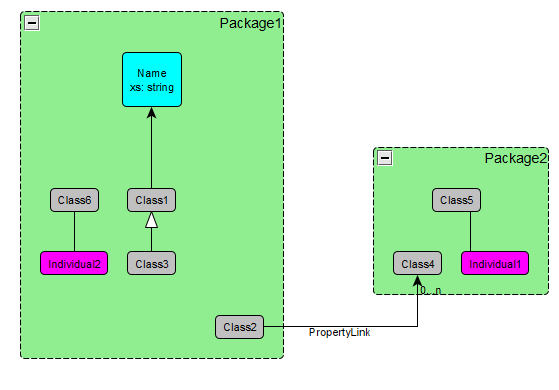 Package1
Name
xs: string
Class6
Class1
Individual2
Class3
Class2
PropertyLink
Package2
Class5
Class4
Individual1
0...n